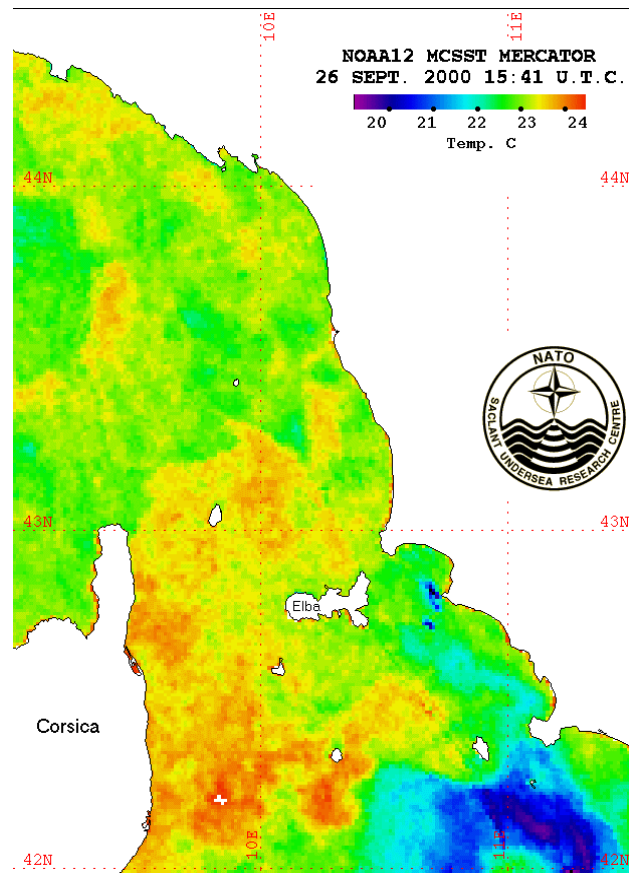 10E
11E
NOAA12 MCSST MERCATOR
26 SEPT. 2000 15:41 U.T.C.
20 21 22 23 24
Temp. C
44N
44N
NATO
SACLANT UNDERSEA RESEARCH CENTRE
43N
43N
Elba
Corsica
10E
11E
42N
42N